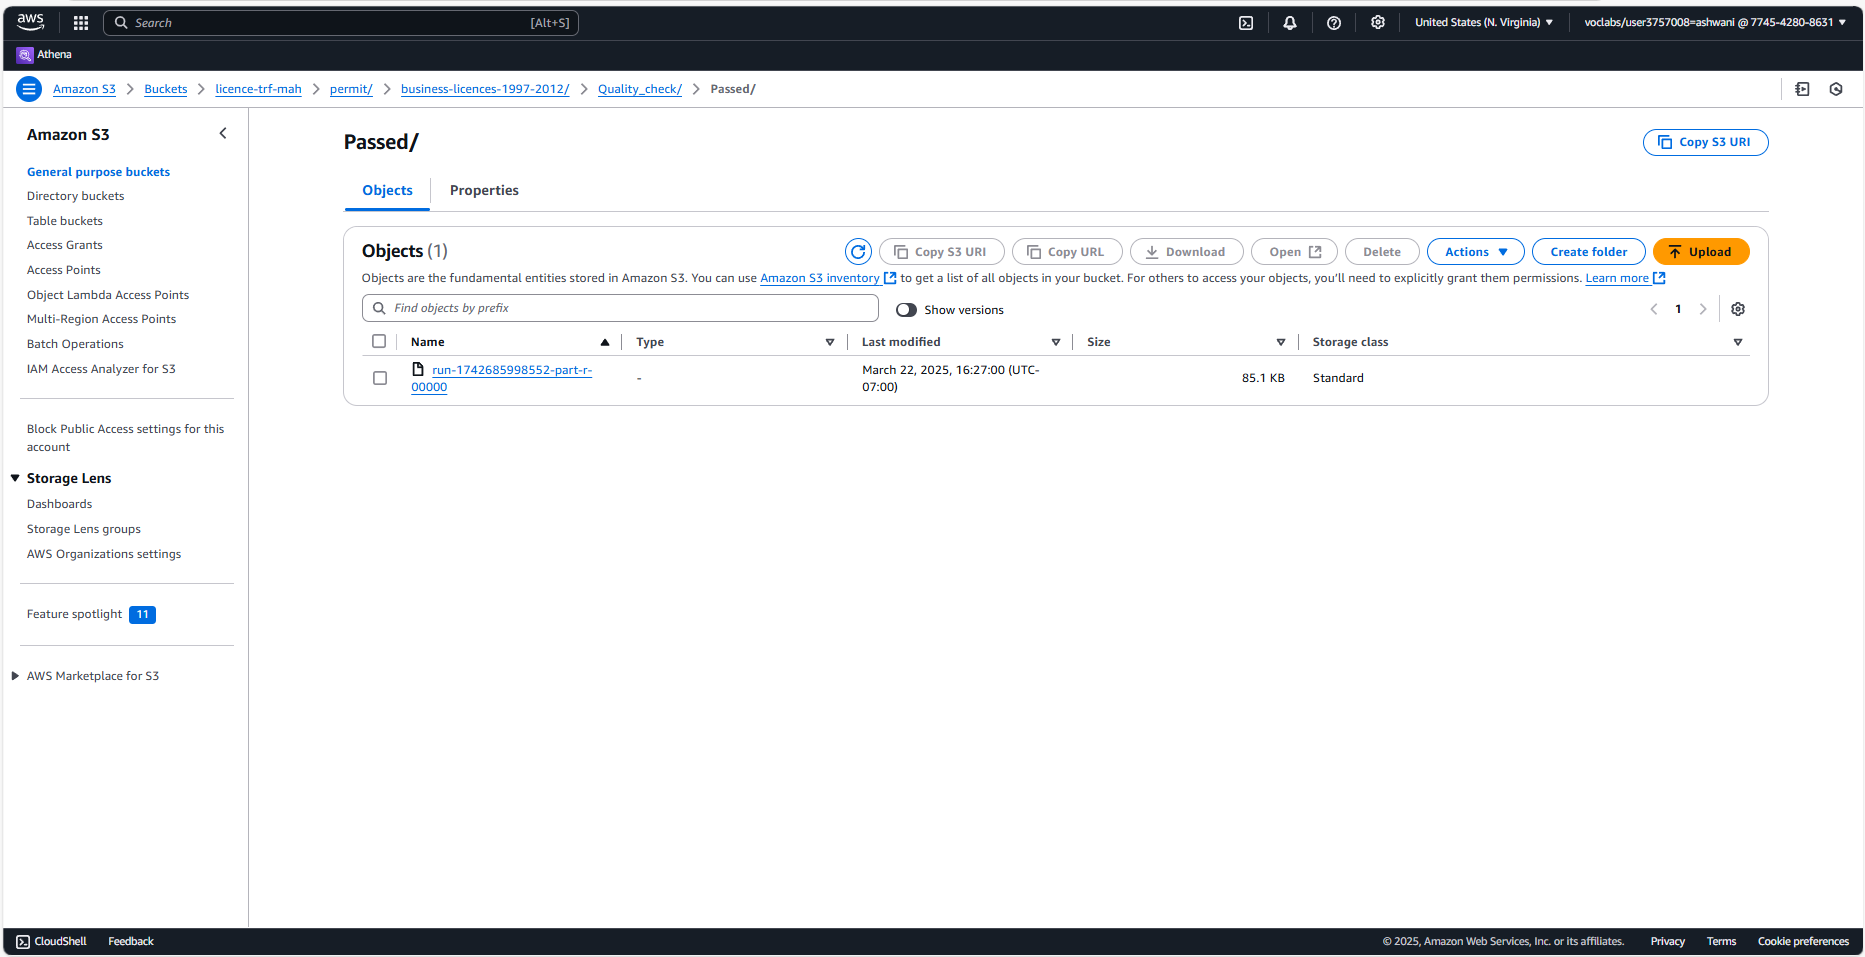 aws
Search
[Alt+S]
United States (N. Virginia)
voclabs/user3757008=ashwani @ 7745-4280-8631
Athena
Amazon S3
Buckets
licence-trf-mah
permit/
business-licences-1997-2012/
Quality_check/
Passed/
Amazon S3
General purpose buckets
Directory buckets
Table buckets
Access Grants
Access Points
Object Lambda Access Points
Multi-Region Access Points
Batch Operations
IAM Access Analyzer for S3
Block Public Access settings for this
account
Storage Lens
Dashboards
Storage Lens groups
AWS Organizations settings
Feature spotlight 11
AWS Marketplace for S3
Passed/
Copy S3 URI
Objects
Properties
Objects (1)
Copy S3 URI
Copy URL
Download
Open
Delete
Actions
Create folder
Upload
Objects are the fundamental entities stored in Amazon S3. You can use Amazon S3 inventory to get a list of all objects in your bucket. For others to access your objects, you'll need to explicitly grant them permissions. Learn more
Find objects by prefix
Show versions
1
Name
Type
Last modified
Size
Storage class
run-1742685998552-part-r-
00000
-
March 22, 2025, 16:27:00 (UTC-
07:00)
85.1 KB
Standard
CloudShell
Feedback
© 2025, Amazon Web Services, Inc. or its affiliates.
Privacy
Terms
Cookie preferences